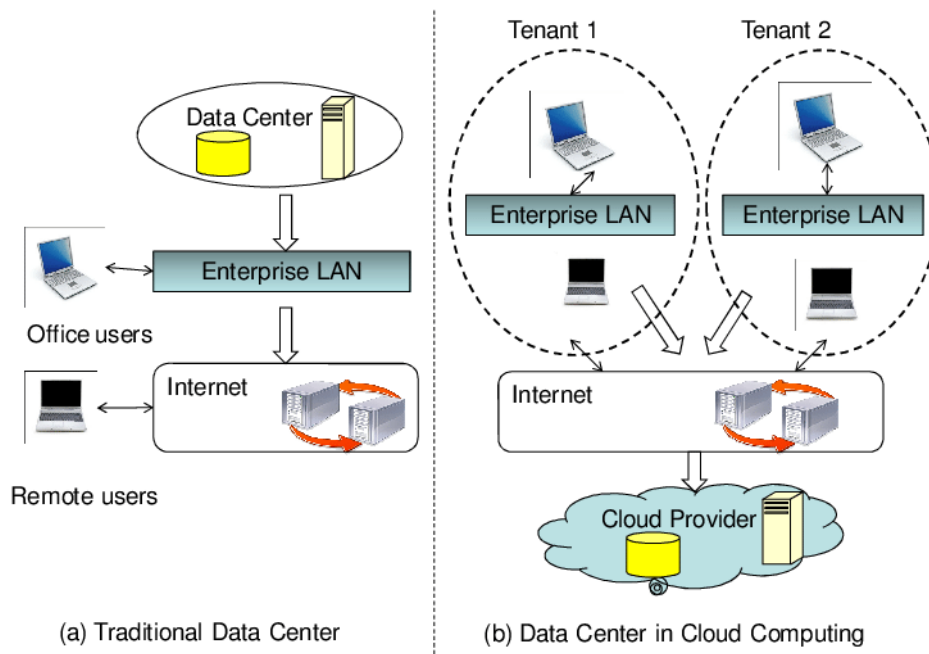 Data Center
Enterprise LAN
Office users
Internet
Remote users
(a) Traditional Data Center
Tenant 1
Tenant 2
Enterprise LAN
Enterprise LAN
Internet
Cloud Provider
(b) Data Center in Cloud Computing